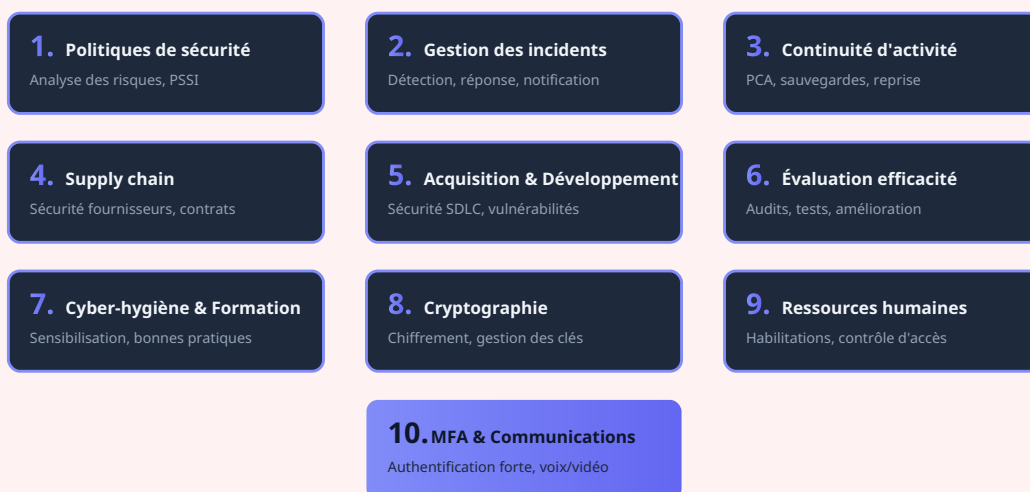 1. Politiques de sécurité
Analyse des risques, PSSI
2. Gestion des incidents
Détection, réponse, notification
3. Continuité d'activité
PCA, sauvegardes, reprise
4. Supply chain
Sécurité fournisseurs, contrats
5. Acquisition & Développement
Sécurité SDLC, vulnérabilités
6. Évaluation efficacité
Audits, tests, amélioration
7. Cyber-hygiène & Formation
Sensibilisation, bonnes pratiques
8. Cryptographie
Chiffrement, gestion des clés
9. Ressources humaines
Habilitations, contrôle d'accès
10. MFA & Communications
Authentification forte, voix/vidéo